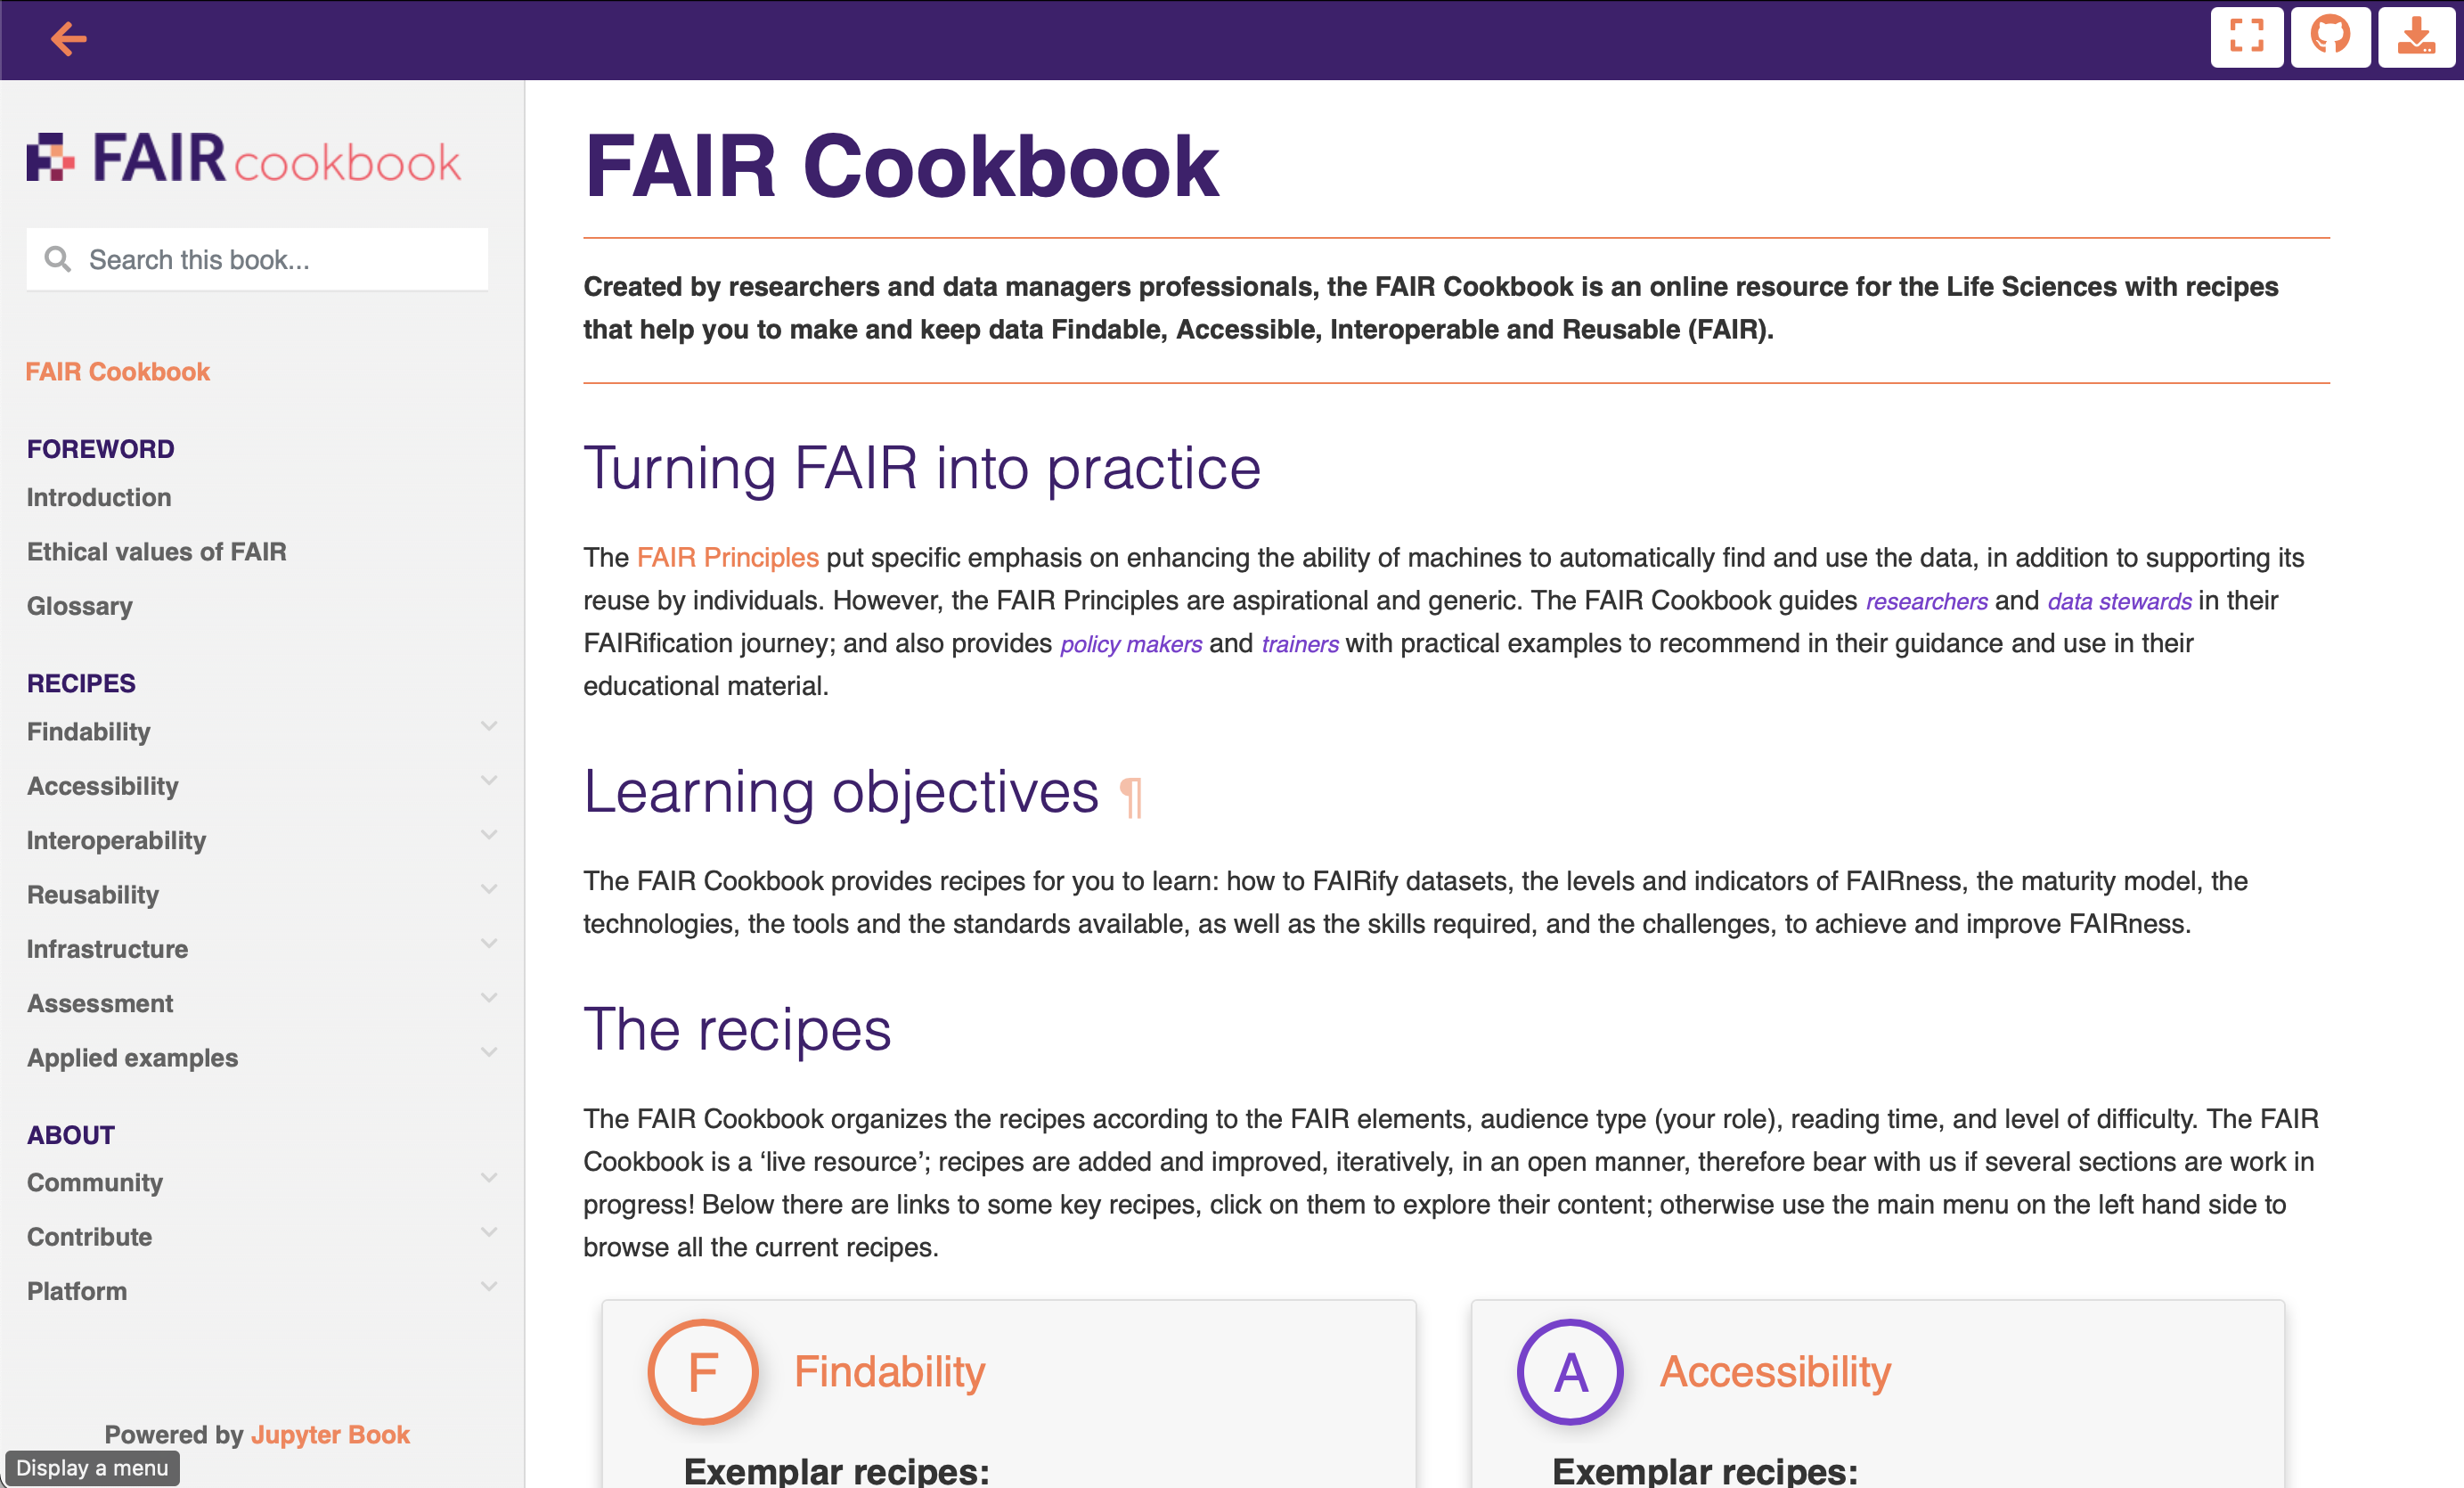 FAIR cookbook
Search this book...
FAIR Cookbook
FOREWORD
Introduction
Ethical values of FAIR
Glossary
RECIPES
Findability
Accessibility
Interoperability
Reusability
Infrastructure
Assessment
Applied examples
ABOUT
Community
Contribute
Platform
Powered by Jupyter Book
Display a menu
FAIR Cookbook
Created by researchers and data managers professionals, the FAIR Cookbook is an online resource for the Life Sciences with recipes
that help you to make and keep data Findable, Accessible, Interoperable and Reusable (FAIR).
Turning FAIR into practice
The FAIR Principles put specific emphasis on enhancing the ability of machines to automatically find and use the data, in addition to supporting its
reuse by individuals. However, the FAIR Principles are aspirational and generic. The FAIR Cookbook guides researchers and data stewards in their
FAIRification journey; and also provides policy makers and trainers with practical examples to recommend in their guidance and use in their
educational material.
Learning objectives ¶
The FAIR Cookbook provides recipes for you to learn: how to FAIRify datasets, the levels and indicators of FAIRness, the maturity model, the
technologies, the tools and the standards available, as well as the skills required, and the challenges, to achieve and improve FAIRness.
The recipes
The FAIR Cookbook organizes the recipes according to the FAIR elements, audience type (your role), reading time, and level of difficulty. The FAIR
Cookbook is a ‘live resource’; recipes are added and improved, iteratively, in an open manner, therefore bear with us if several sections are work in
progress! Below there are links to some key recipes, click on them to explore their content; otherwise use the main menu on the left hand side to
browse all the current recipes.
F Findability
Exemplar recipes:
A Accessibility
Exemplar recipes: